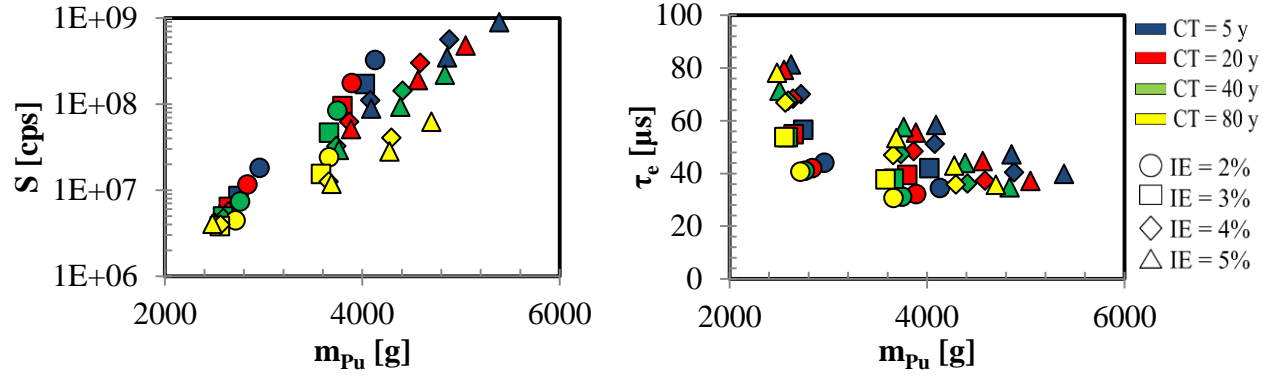 S [cps]
1E+09
1E+08
1E+07
1E+06
2000 4000 6000
mPu [g]
τe [µs]
100
80
60
40
20
0
2000 4000 6000
mPu [g]
CT = 5 y
CT = 20 y
CT = 40 y
CT = 80 y
IE = 2%
IE = 3%
IE = 4%
IE = 5%